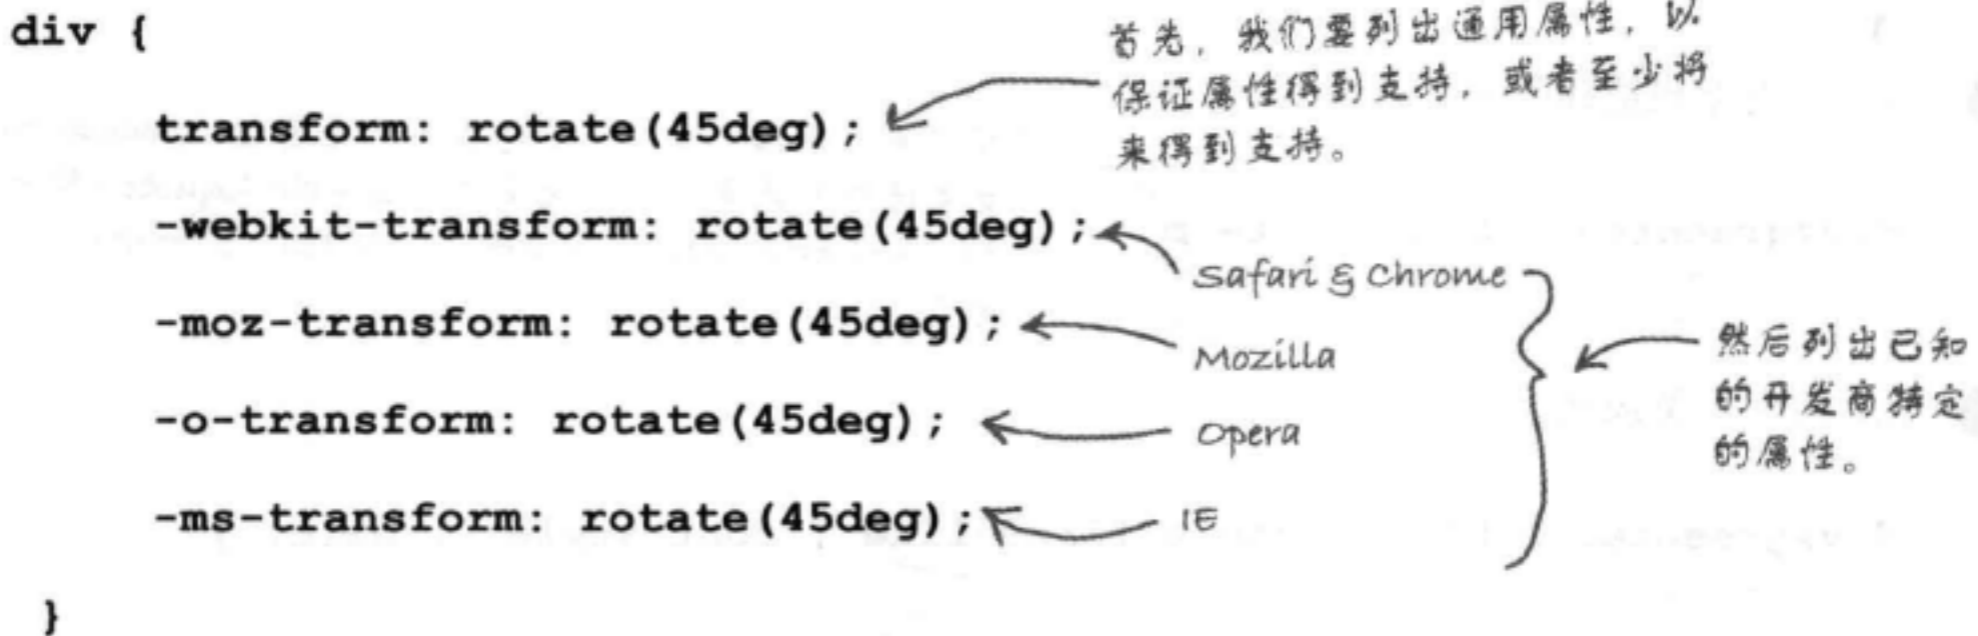 div {
首先，我们要列出通用属性，以
保证属性得到支持，或者至少将
来得到支持。
transform: rotate(45deg);
-webkit-transform: rotate(45deg);
Safari & Chrome
-moz-transform: rotate(45deg);
Mozilla
-o-transform: rotate(45deg);
Opera
-ms-transform: rotate(45deg);
IE
然后列出已知
的开发商特定
的属性。
}